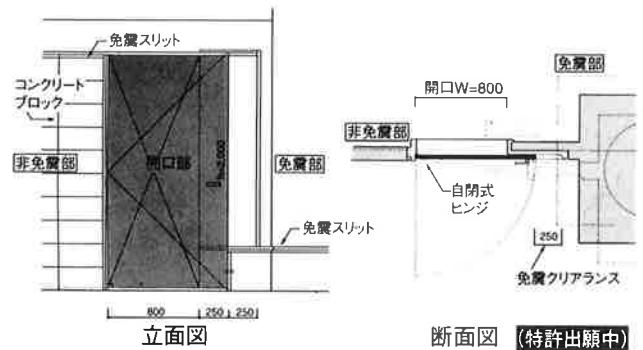 免震スリット
コンクリート
ブロック
非免震部
開口部
免震部
免震スリット
800
250
250
立面図
免震部
開口W=800
非免震部
自閉式
ヒンジ
250
免震クリアランス
断面図
(特許出願中)